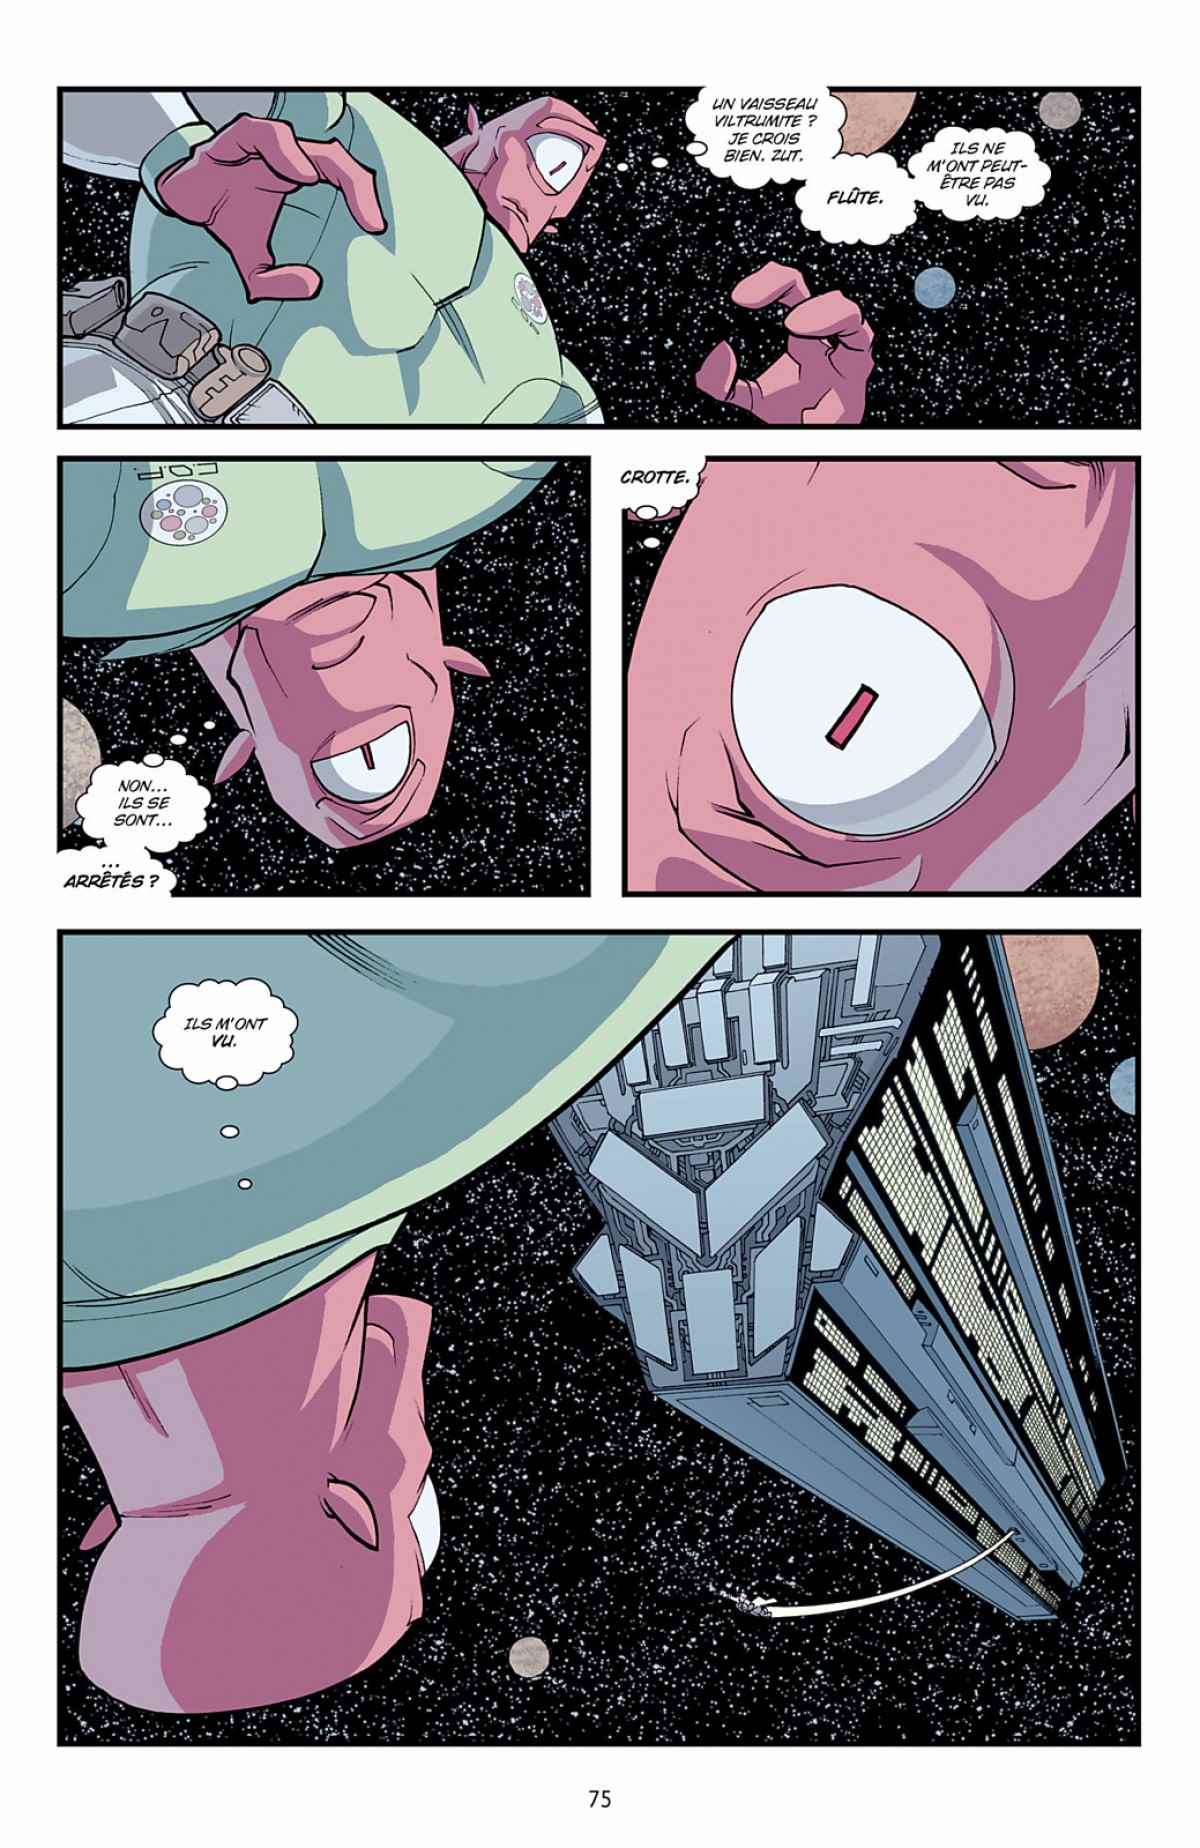 UN VAISSEAU
VILTRUMITE ?
JE CROIS
BIEN. ZUT.
FLÛTE.
ILS NE
M'ONT PEUT-
ÊTRE PAS
VU.
C.O.P.
NON...
ILS SE
SONT...
...
ARRÊTÉS ?
CROTTE.
ILS M'ONT
VU.
75